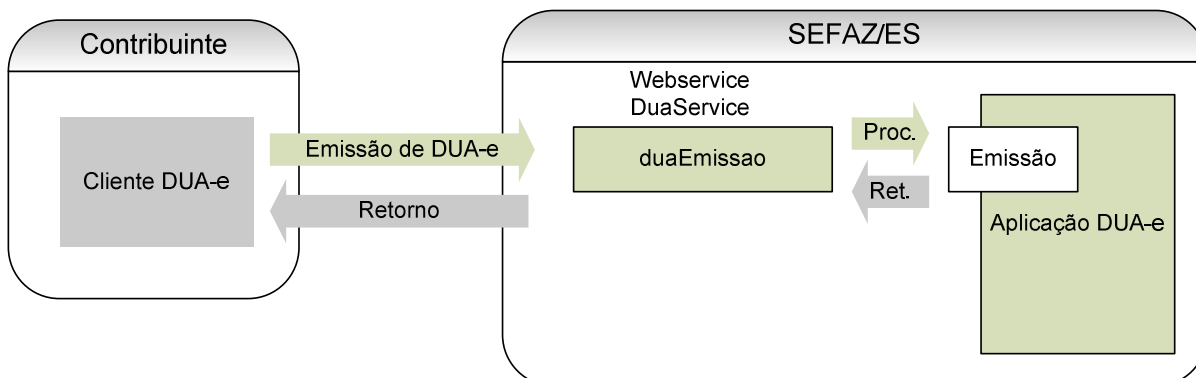 Contribuinte
Cliente DUA-e
Emissão de DUA-e
Retorno
SEFAZ/ES
Webservice
DuaService
duaEmissao
Proc.
Ret.
Emissão
Aplicação DUA-e